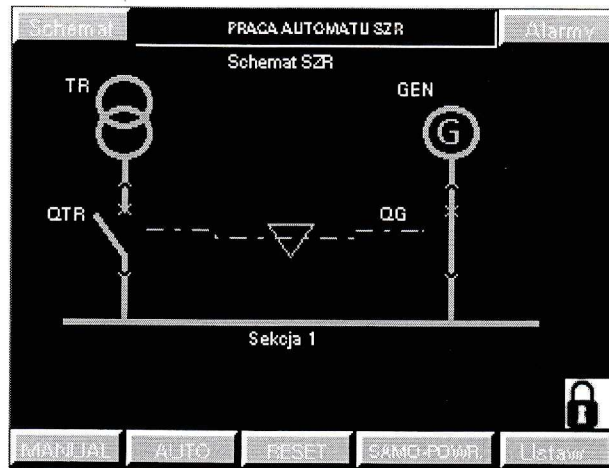 Schemat PRACA AUTOMATU SZR Alarmy
Schemat SZR
TR
GEN
G
QTR
QG
Sekcja 1
MANUAL AUTO RESET SAMO-POWR. Ustaw.